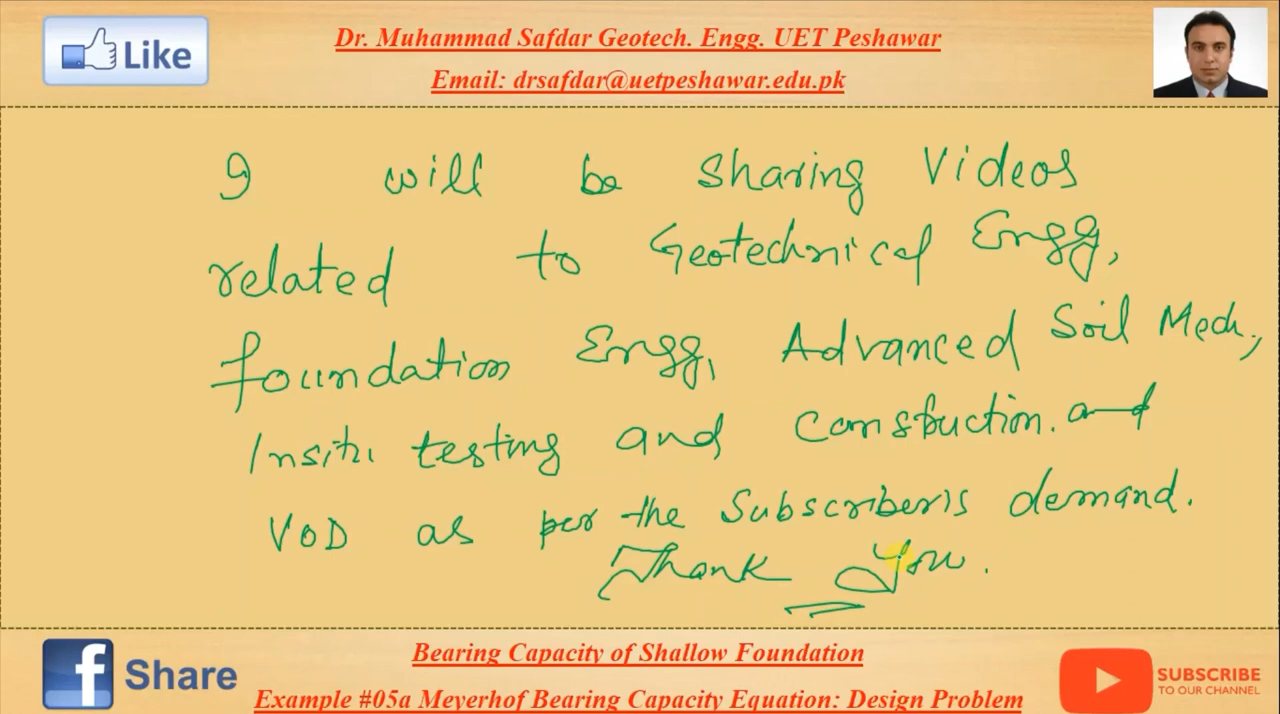 Like
Dr. Muhammad Safdar Geotech. Engg. UET Peshawar
Email: drsafdar@uetpeshawar.edu.pk
I will be Sharing Videos
related to Geotechnical Engg,
foundation Engg, Advanced Soil Mech,
Insitu testing and Constuction. and
VOD as per the Subscriber's demand.
Thank You.
Share
Bearing Capacity of Shallow Foundation
Example #05a Meyerhof Bearing Capacity Equation: Design Problem
SUBSCRIBE
TO OUR CHANNEL